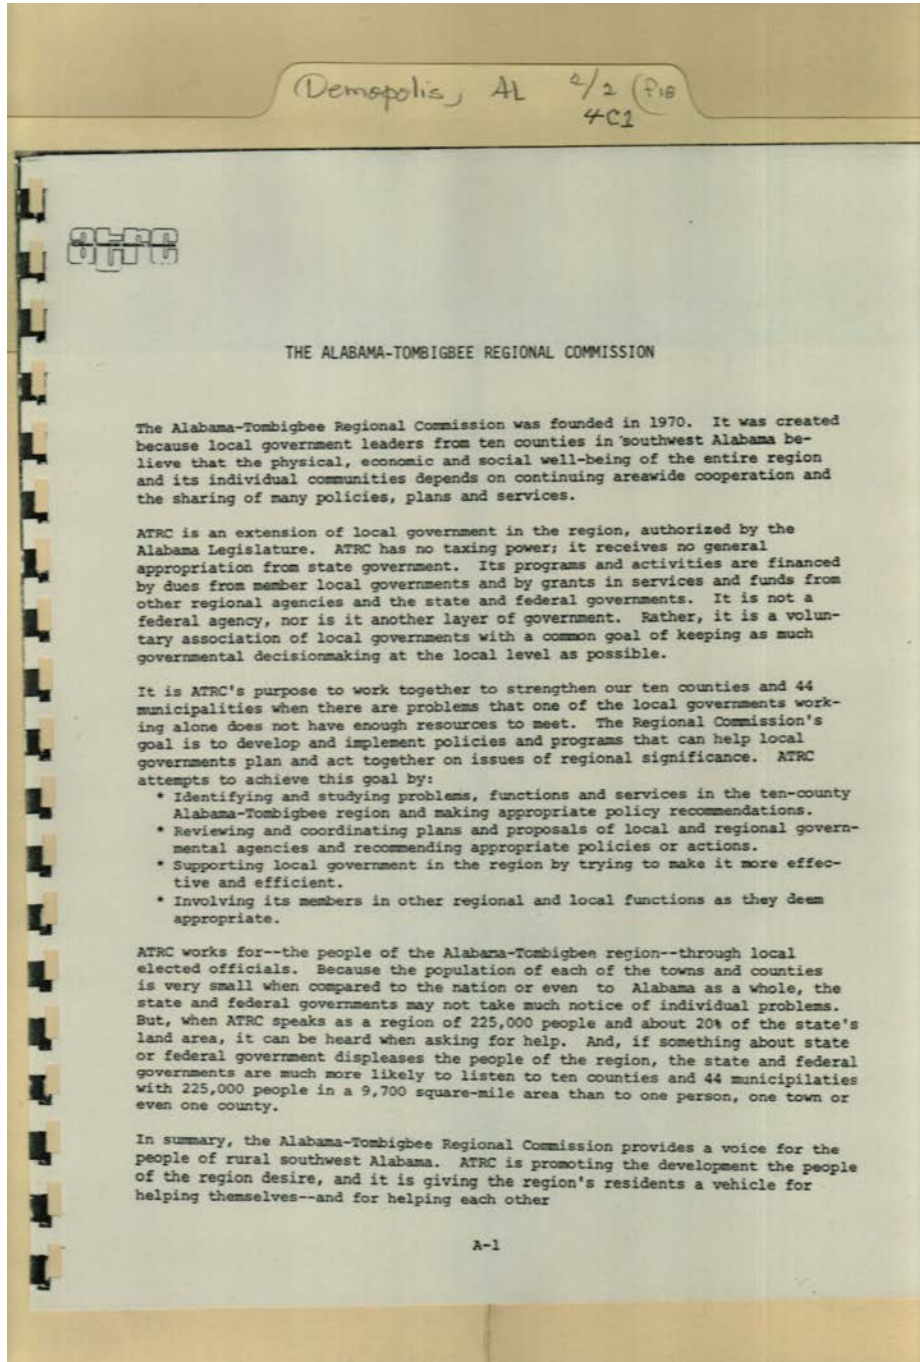 Demopolis, AL 2/2 (P18
4C1
atrc
THE ALABAMA-TOMBIGBEE REGIONAL COMMISSION
The Alabama-Tombigbee Regional Commission was founded in 1970. It was created
because local government leaders from ten counties in southwest Alabama be-
lieve that the physical, economic and social well-being of the entire region
and its individual communities depends on continuing areawide cooperation and
the sharing of many policies, plans and services.
ATRC is an extension of local government in the region, authorized by the
Alabama Legislature. ATRC has no taxing power; it receives no general
appropriation from state government. Its programs and activities are financed
by dues from member local governments and by grants in services and funds from
other regional agencies and the state and federal governments. It is not a
federal agency, nor is it another layer of government. Rather, it is a volun-
tary association of local governments with a common goal of keeping as much
governmental decisionmaking at the local level as possible.
It is ATRC's purpose to work together to strengthen our ten counties and 44
municipalities when there are problems that one of the local governments work-
ing alone does not have enough resources to meet. The Regional Commission's
goal is to develop and implement policies and programs that can help local
governments plan and act together on issues of regional significance. ATRC
attempts to achieve this goal by:
* Identifying and studying problems, functions and services in the ten-county
Alabama-Tombigbee region and making appropriate policy recommendations.
* Reviewing and coordinating plans and proposals of local and regional govern-
mental agencies and recommending appropriate policies or actions.
* Supporting local government in the region by trying to make it more effec-
tive and efficient.
* Involving its members in other regional and local functions as they deem
appropriate.
ATRC works for--the people of the Alabama-Tombigbee region--through local
elected officials. Because the population of each of the towns and counties
is very small when compared to the nation or even to Alabama as a whole, the
state and federal governments may not take much notice of individual problems.
But, when ATRC speaks as a region of 225,000 people and about 20% of the state's
land area, it can be heard when asking for help. And, if something about state
or federal government displeases the people of the region, the state and federal
governments are much more likely to listen to ten counties and 44 municipilaties
with 225,000 people in a 9,700 square-mile area than to one person, one town or
even one county.
In summary, the Alabama-Tombigbee Regional Commission provides a voice for the
people of rural southwest Alabama. ATRC is promoting the development the people
of the region desire, and it is giving the region's residents a vehicle for
helping themselves--and for helping each other
A-1